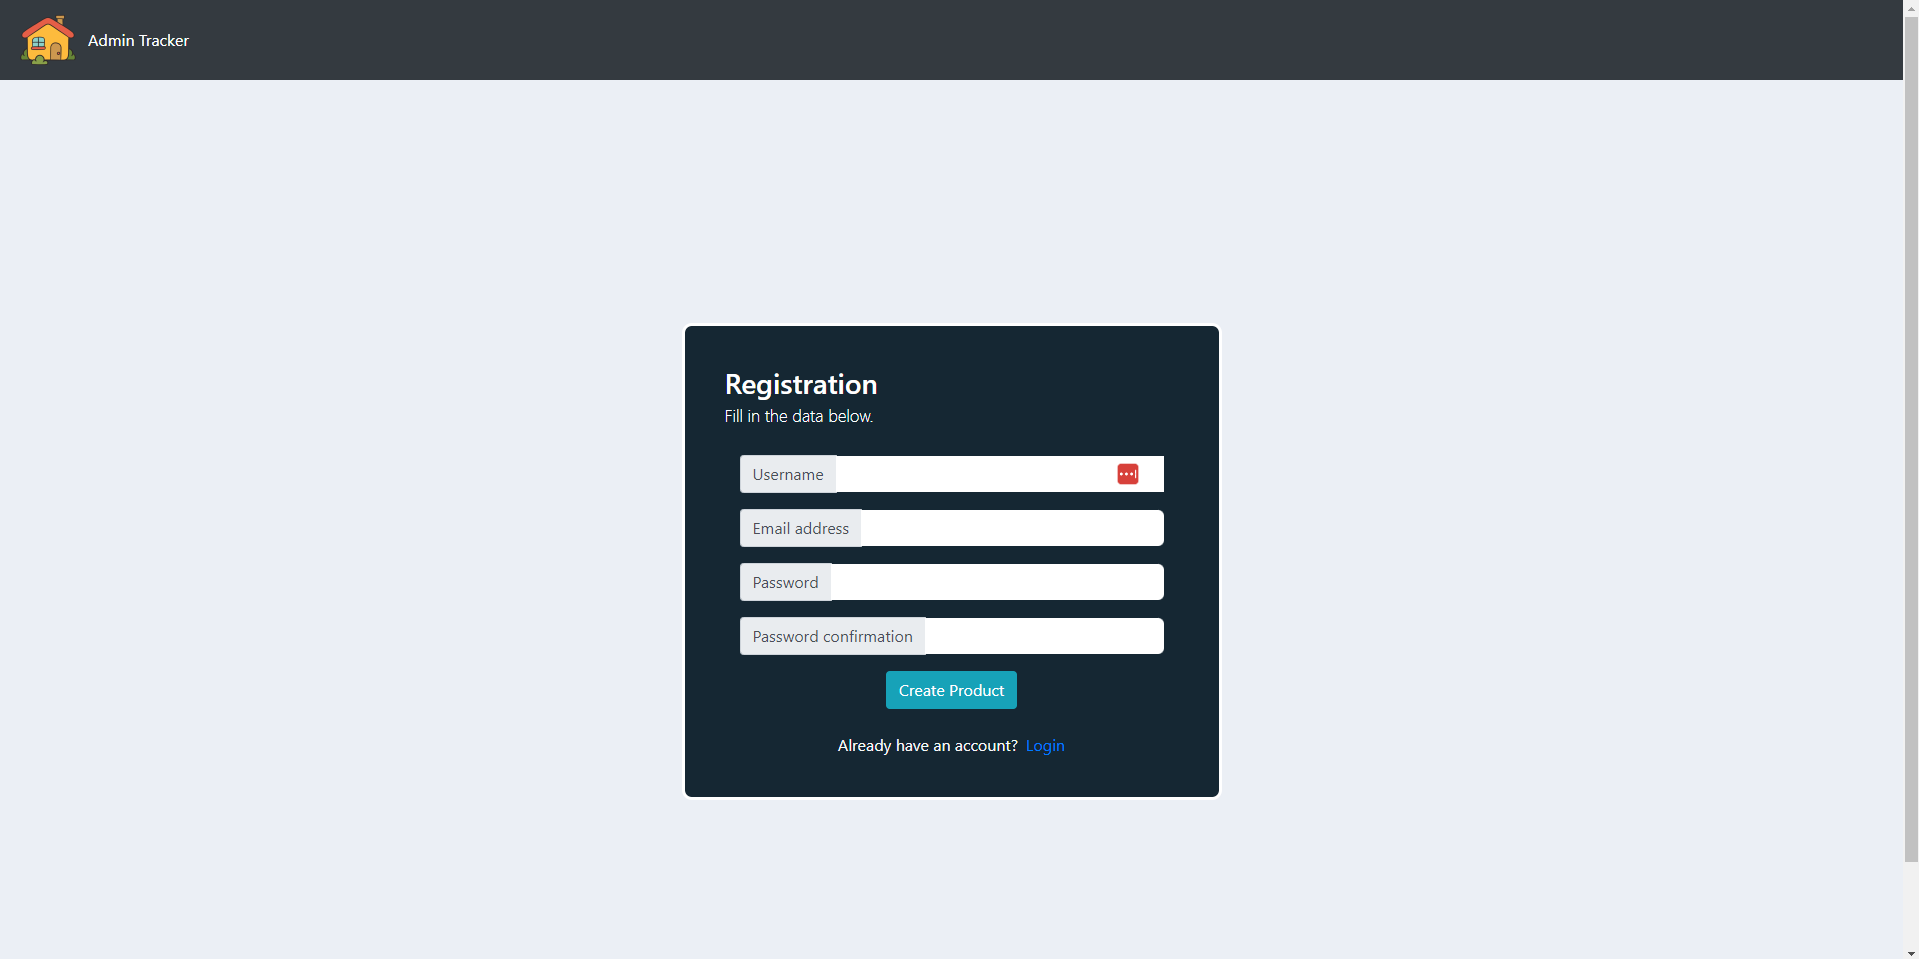 Admin Tracker
Registration
Fill in the data below.
Username
Email address
Password
Password confirmation
Create Product
Already have an account? Login